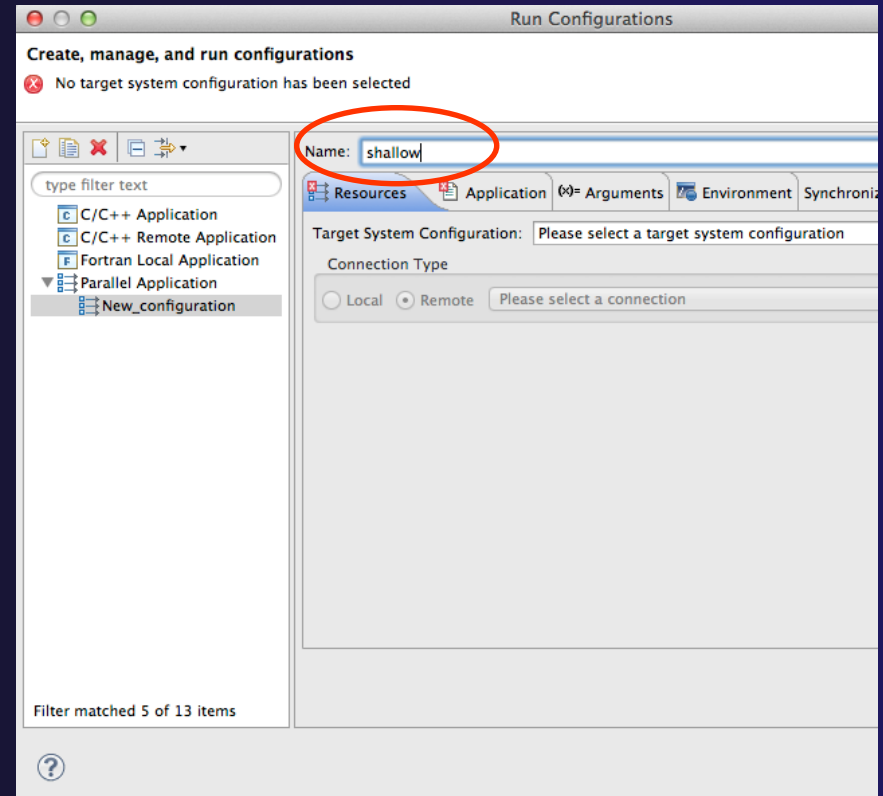 Run Configurations
Create, manage, and run configurations
No target system configuration has been selected
Name: shallow
type filter text
C/C++ Application
C/C++ Remote Application
Fortran Local Application
Parallel Application
New_configuration
Filter matched 5 of 13 items
Resources Application (x)= Arguments Environment Synchroniz
Target System Configuration: Please select a target system configuration
Connection Type
Local Remote Please select a connection
?